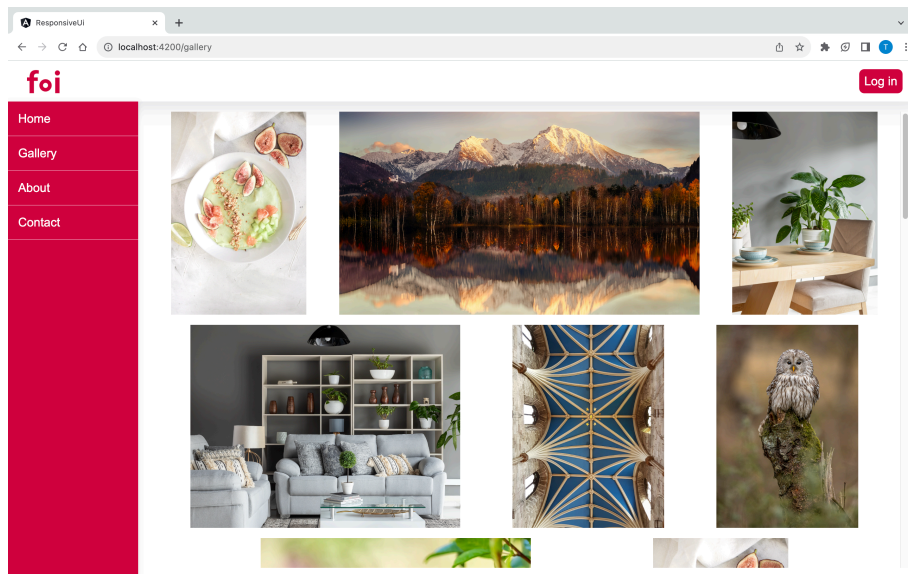 ResponsiveUi
localhost:4200/gallery
T
foi
Log in
Home
Gallery
About
Contact